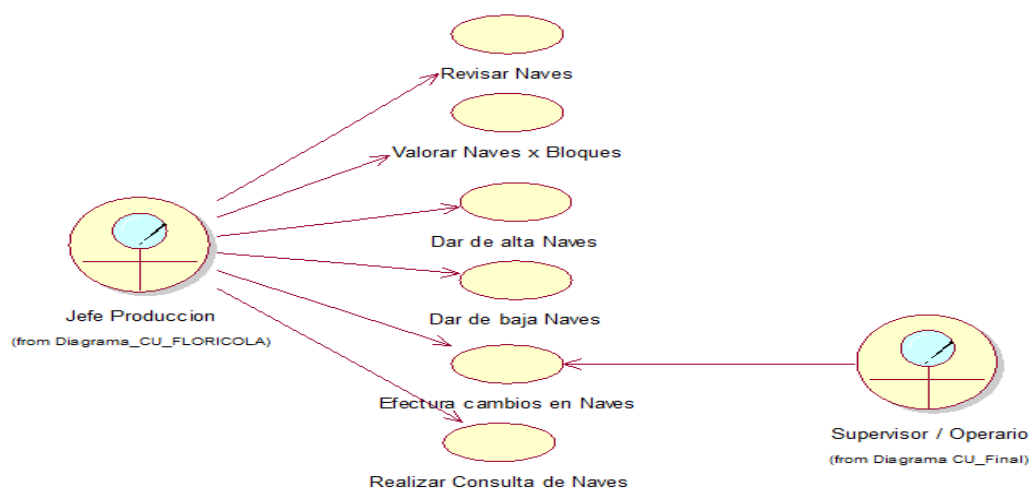 Revisar Naves
Valorar Naves x Bloques
Dar de alta Naves
Jefe Produccion
(from Diagrama_CU_FLORICOLA)
Dar de baja Naves
Efectura cambios en Naves
Supervisor / Operario
(from Diagrama CU_Final)
Realizar Consulta de Naves